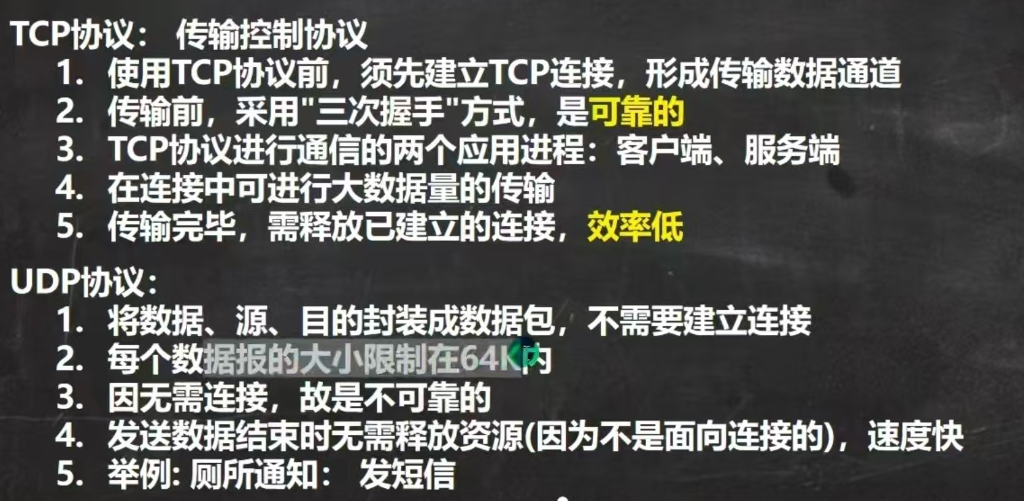 TCP协议： 传输控制协议
1. 使用TCP协议前，须先建立TCP连接，形成传输数据通道
2. 传输前，采用"三次握手"方式，是可靠的
3. TCP协议进行通信的两个应用进程：客户端、服务端
4. 在连接中可进行大数据量的传输
5. 传输完毕，需释放已建立的连接，效率低
UDP协议：
1. 将数据、源、目的封装成数据包，不需要建立连接
2. 每个数据报的大小限制在64K内
3. 因无需连接，故是不可靠的
4. 发送数据结束时无需释放资源(因为不是面向连接的)，速度快
5. 举例: 厕所通知： 发短信